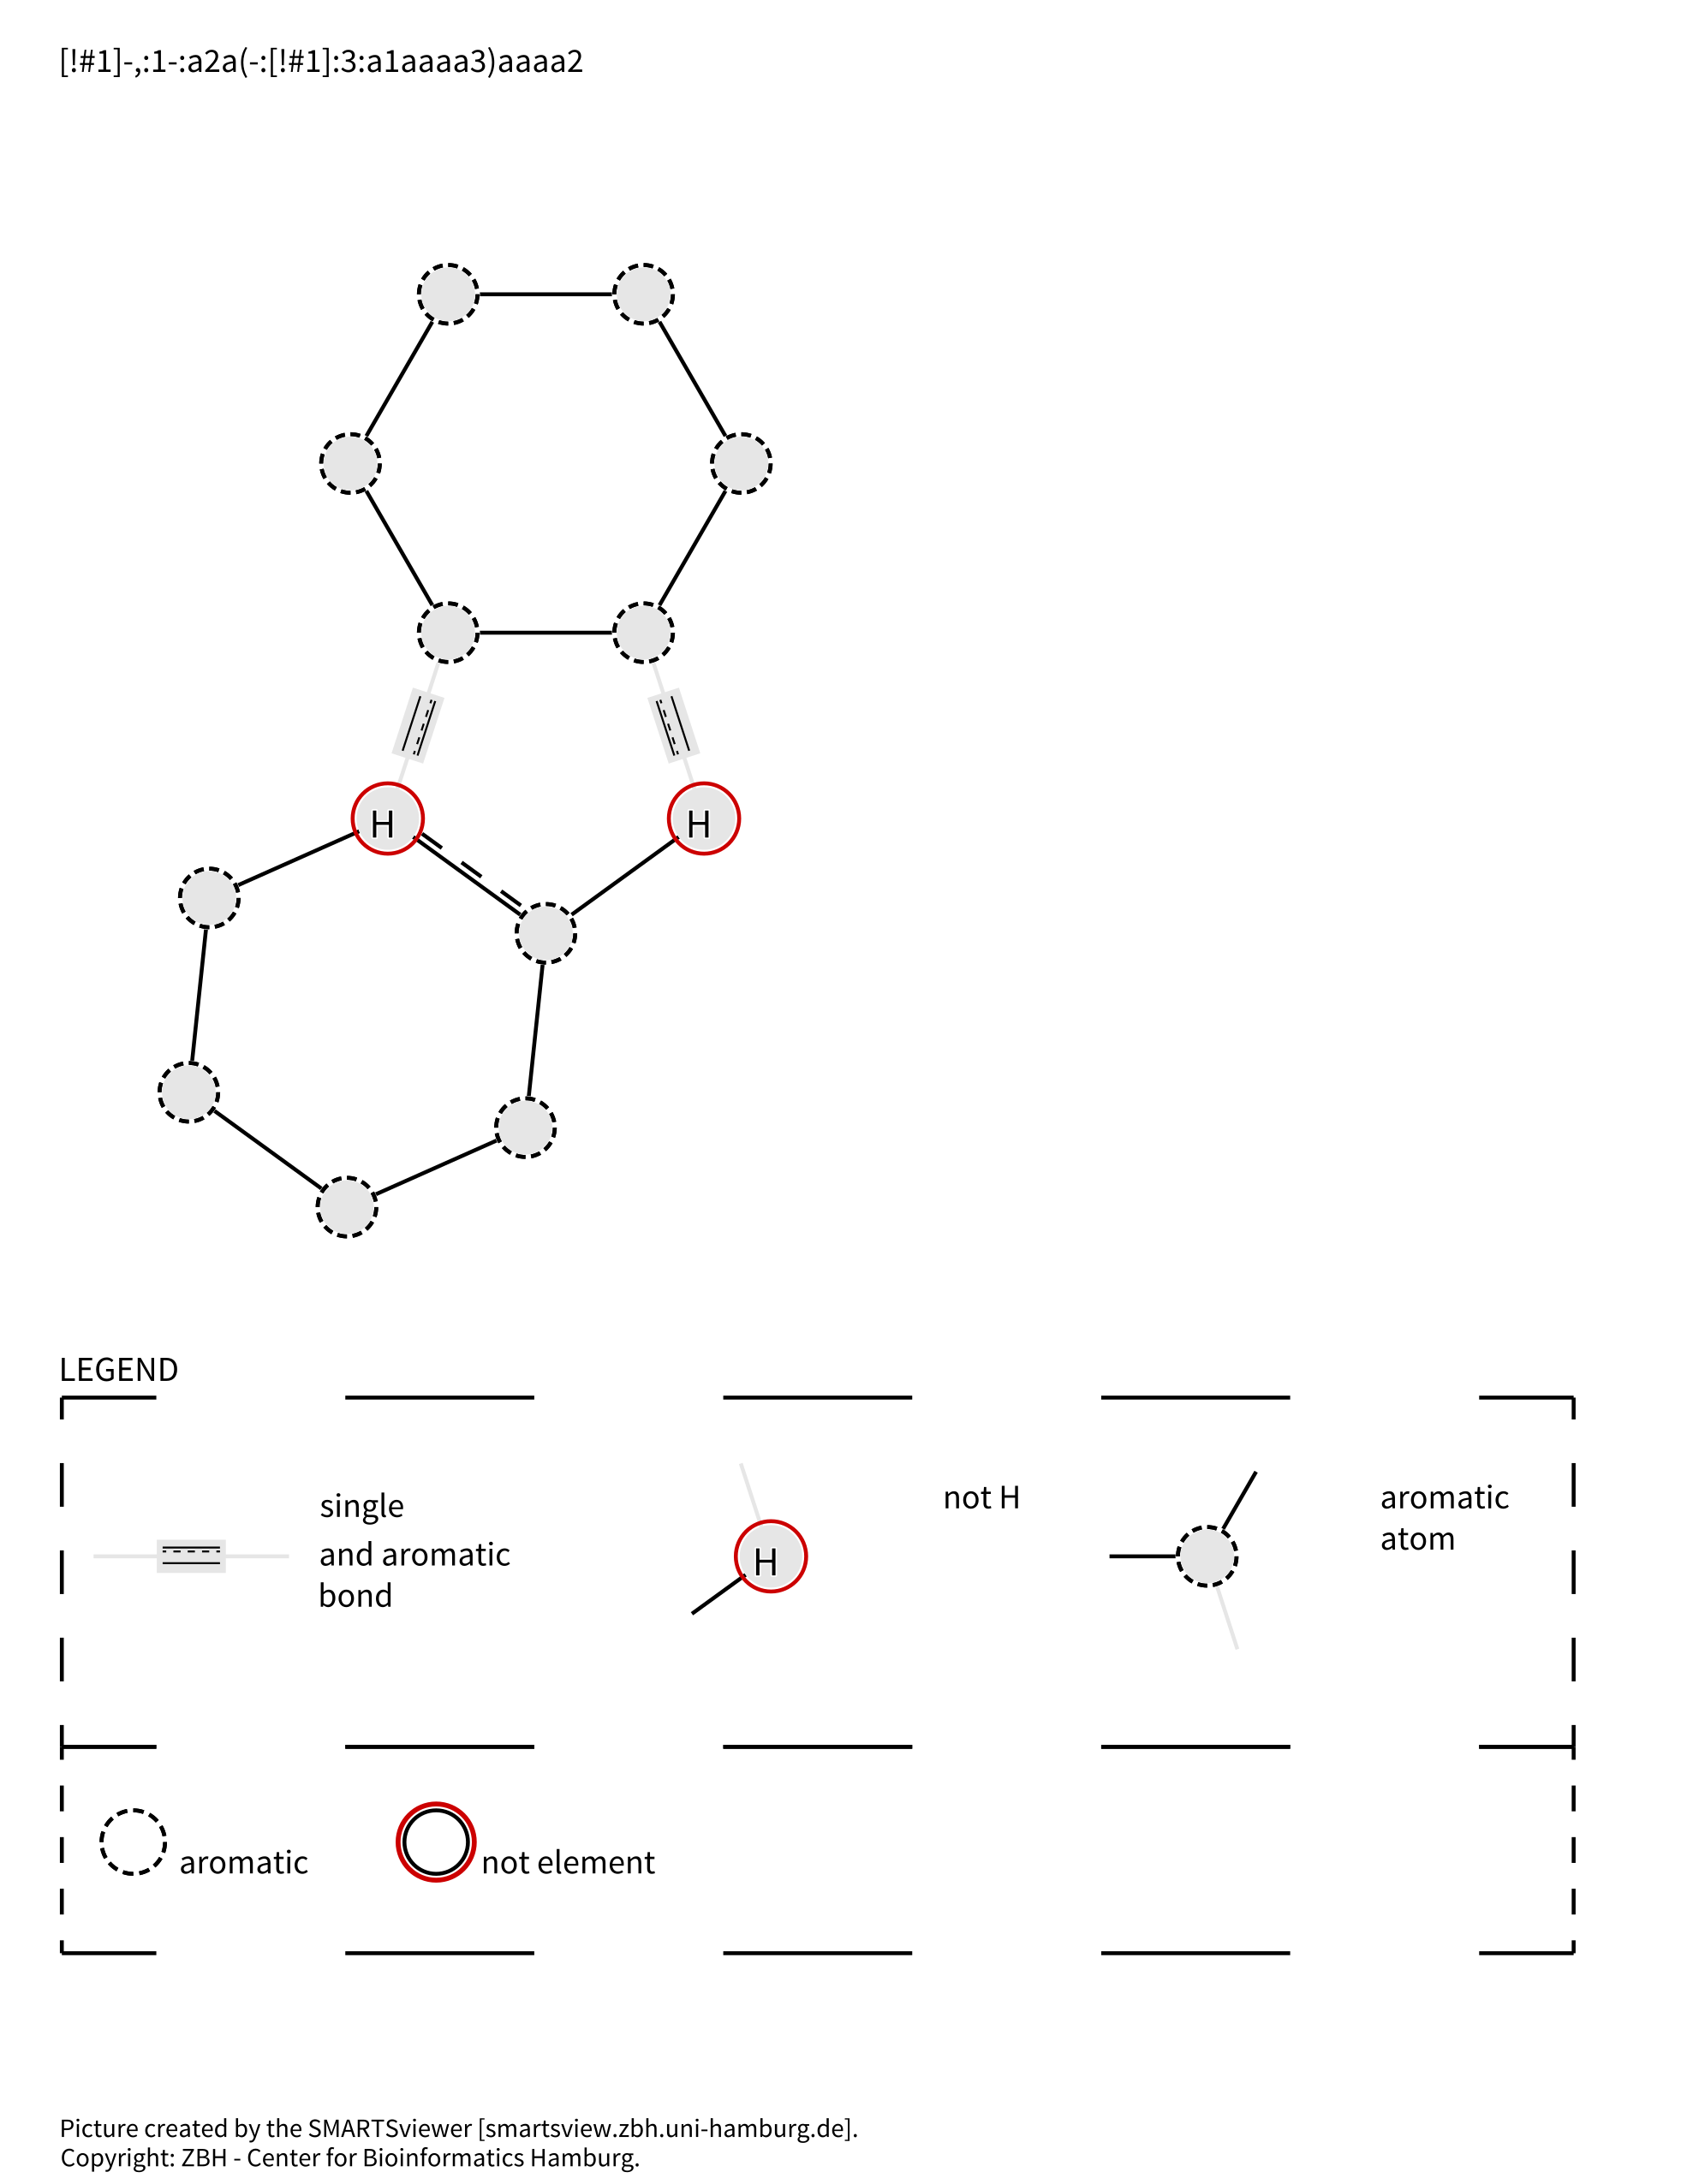 [!#1]-,:1-:a2a(-:[!#1]:3:a1aaaa3)aaaa2
H
H
LEGEND
single
and aromatic
bond
H
not H
aromatic
atom
aromatic
not element
Picture created by the SMARTSviewer [smartsview.zbh.uni-hamburg.de].
Copyright: ZBH - Center for Bioinformatics Hamburg.